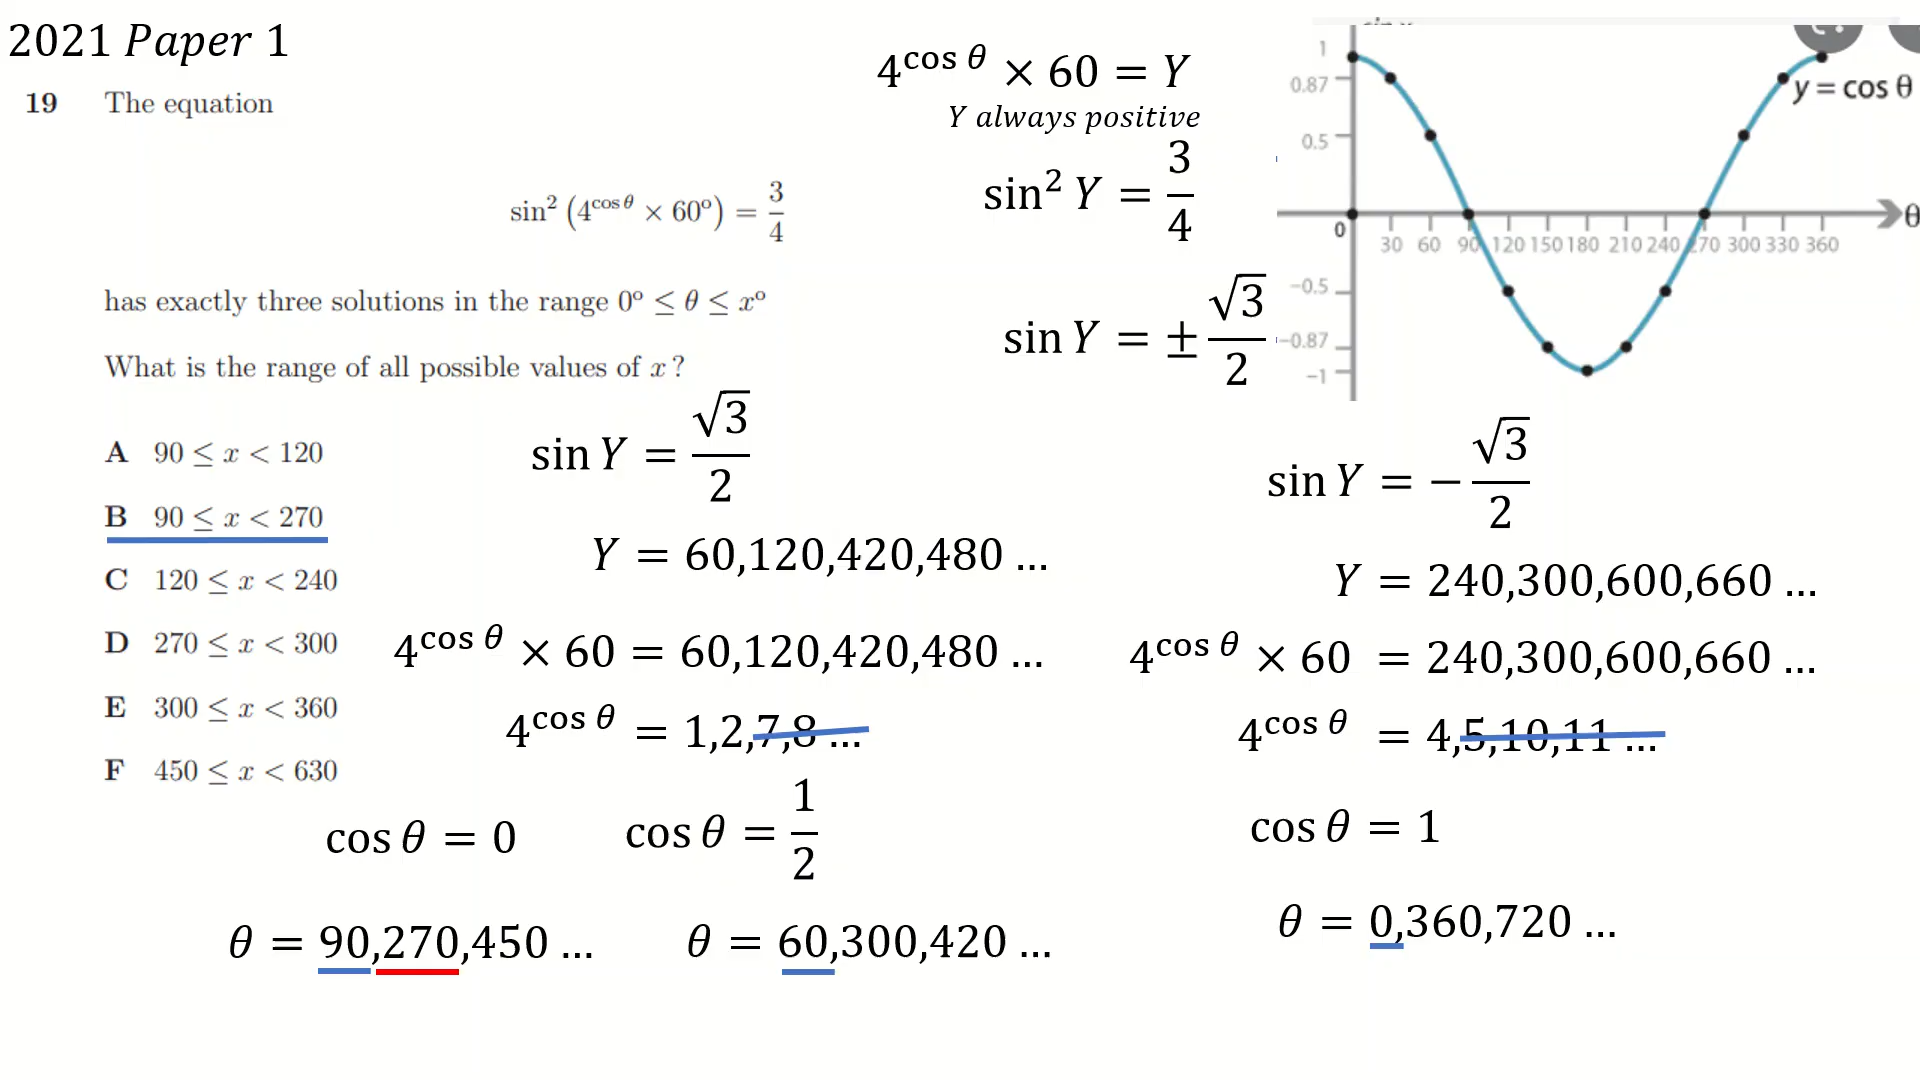 2021 Paper 1
19 The equation
sin² (4^{cos θ} × 60°) = 3/4
has exactly three solutions in the range 0° ≤ θ ≤ x°
What is the range of all possible values of x ?
A 90 ≤ x < 120
B 90 ≤ x < 270
C 120 ≤ x < 240
D 270 ≤ x < 300
E 300 ≤ x < 360
F 450 ≤ x < 630
4^{cos θ} × 60 = Y
Y always positive
sin² Y = 3/4
sin Y = ± √3/2
sin Y = √3/2
Y = 60,120,420,480 ...
4^{cos θ} × 60 = 60,120,420,480 ...
4^{cos θ} = 1,2,7,8 ...
cos θ = 0
θ = 90,270,450 ...
cos θ = 1/2
θ = 60,300,420 ...
sin Y = − √3/2
Y = 240,300,600,660 ...
4^{cos θ} × 60 = 240,300,600,660 ...
4^{cos θ} = 4,5,10,11 ...
cos θ = 1
θ = 0,360,720 ...
1
0.87
0.5
0
−0.5
−0.87
−1
30 60 90 120 150 180 210 240 270 300 330 360
θ
y = cos θ